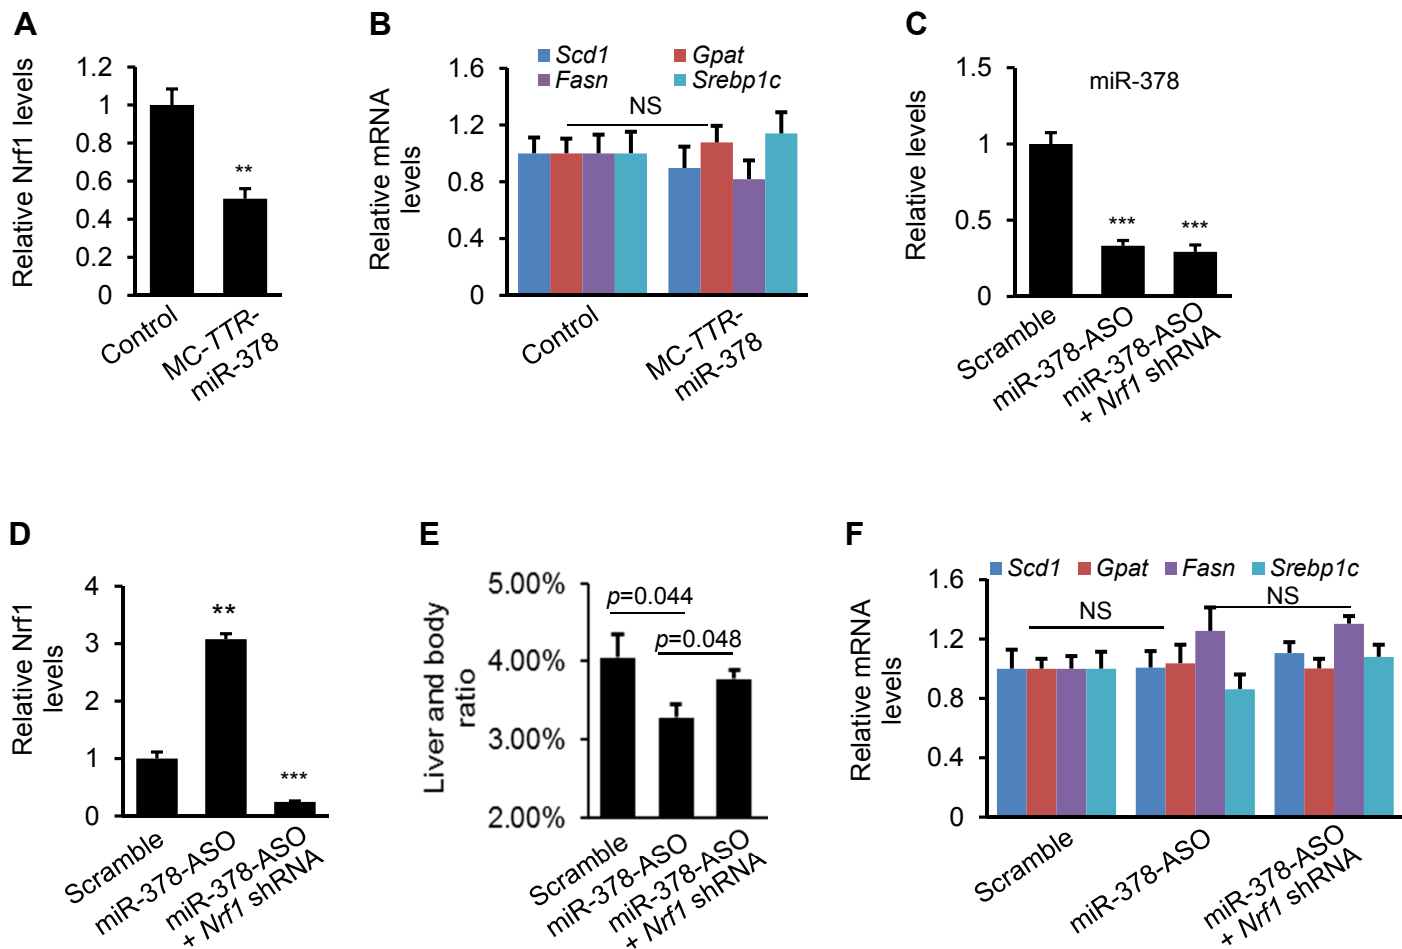 A
Relative Nrf1 levels
1.2
1
0.8
0.6
0.4
0.2
0
**
Control
MC-TTR-
miR-378
B
Scd1
Gpat
Fasn
Srebp1c
Relative mRNA
levels
1.6
1.2
0.8
0.4
0
NS
Control
MC-TTR-
miR-378
C
Relative levels
1.5
1
0.5
0
miR-378
***
***
Scramble
miR-378-ASO
miR-378-ASO
+ Nrf1 shRNA
D
Relative Nrf1
levels
4
3
2
1
0
**
***
Scramble
miR-378-ASO
miR-378-ASO
+ Nrf1 shRNA
E
Liver and body
ratio
5.00%
4.00%
3.00%
2.00%
p=0.044
p=0.048
Scramble
miR-378-ASO
miR-378-ASO
+ Nrf1 shRNA
F
Scd1
Gpat
Fasn
Srebp1c
Relative mRNA
levels
1.6
1.2
0.8
0.4
0
NS
NS
Scramble
miR-378-ASO
miR-378-ASO
+ Nrf1 shRNA